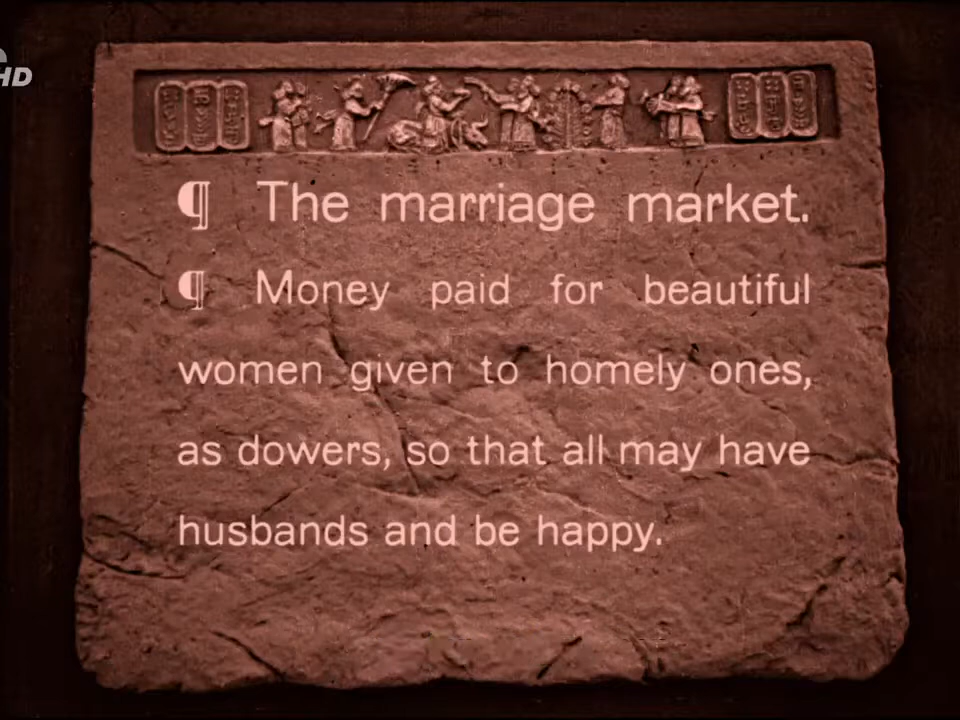 HD
¶ The marriage market.
¶ Money paid for beautiful
women given to homely ones,
as dowers, so that all may have
husbands and be happy.